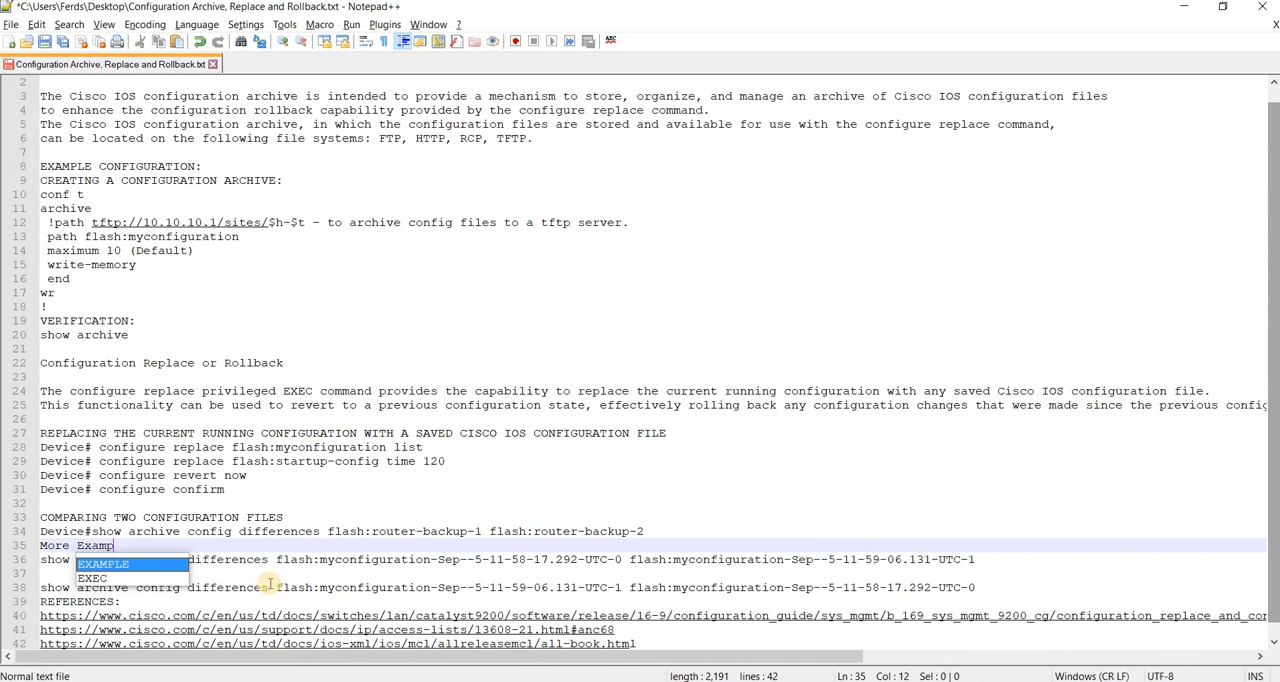 *C:\Users\Ferds\Desktop\Configuration Archive, Replace and Rollback.txt - Notepad++
File Edit Search View Encoding Language Settings Tools Macro Run Plugins Window ? X
Configuration Archive, Replace and Rollback.txt
2
3 The Cisco IOS configuration archive is intended to provide a mechanism to store, organize, and manage an archive of Cisco IOS configuration files
4 to enhance the configuration rollback capability provided by the configure replace command.
5 The Cisco IOS configuration archive, in which the configuration files are stored and available for use with the configure replace command,
6 can be located on the following file systems: FTP, HTTP, RCP, TFTP.
7
8 EXAMPLE CONFIGURATION:
9 CREATING A CONFIGURATION ARCHIVE:
10 conf t
11 archive
12 !path tftp://10.10.10.1/sites/$h-$t - to archive config files to a tftp server.
13 path flash:myconfiguration
14 maximum 10 (Default)
15 write-memory
16 end
17 wr
18 !
19 VERIFICATION:
20 show archive
21
22 Configuration Replace or Rollback
23
24 The configure replace privileged EXEC command provides the capability to replace the current running configuration with any saved Cisco IOS configuration file.
25 This functionality can be used to revert to a previous configuration state, effectively rolling back any configuration changes that were made since the previous config
26
27 REPLACING THE CURRENT RUNNING CONFIGURATION WITH A SAVED CISCO IOS CONFIGURATION FILE
28 Device# configure replace flash:myconfiguration list
29 Device# configure replace flash:startup-config time 120
30 Device# configure revert now
31 Device# configure confirm
32
33 COMPARING TWO CONFIGURATION FILES
34 Device#show archive config differences flash:router-backup-1 flash:router-backup-2
35 More Examp
36 show differences flash:myconfiguration-Sep--5-11-58-17.292-UTC-0 flash:myconfiguration-Sep--5-11-59-06.131-UTC-1
EXAMPLE
37
EXEC
38 show archive config differences flash:myconfiguration-Sep--5-11-59-06.131-UTC-1 flash:myconfiguration-Sep--5-11-58-17.292-UTC-0
39 REFERENCES:
40 https://www.cisco.com/c/en/us/td/docs/switches/lan/catalyst9200/software/release/16-9/configuration_guide/sys_mgmt/b_169_sys_mgmt_9200_cg/configuration_replace_and_con
41 https://www.cisco.com/c/en/us/support/docs/ip/access-lists/13608-21.html#anc68
42 https://www.cisco.com/c/en/us/td/docs/ios-xml/ios/mcl/allreleasemcl/all-book.html
Normal text file length : 2,191 lines : 42 Ln : 35 Col : 12 Sel : 0 | 0 Windows (CR LF) UTF-8 INS